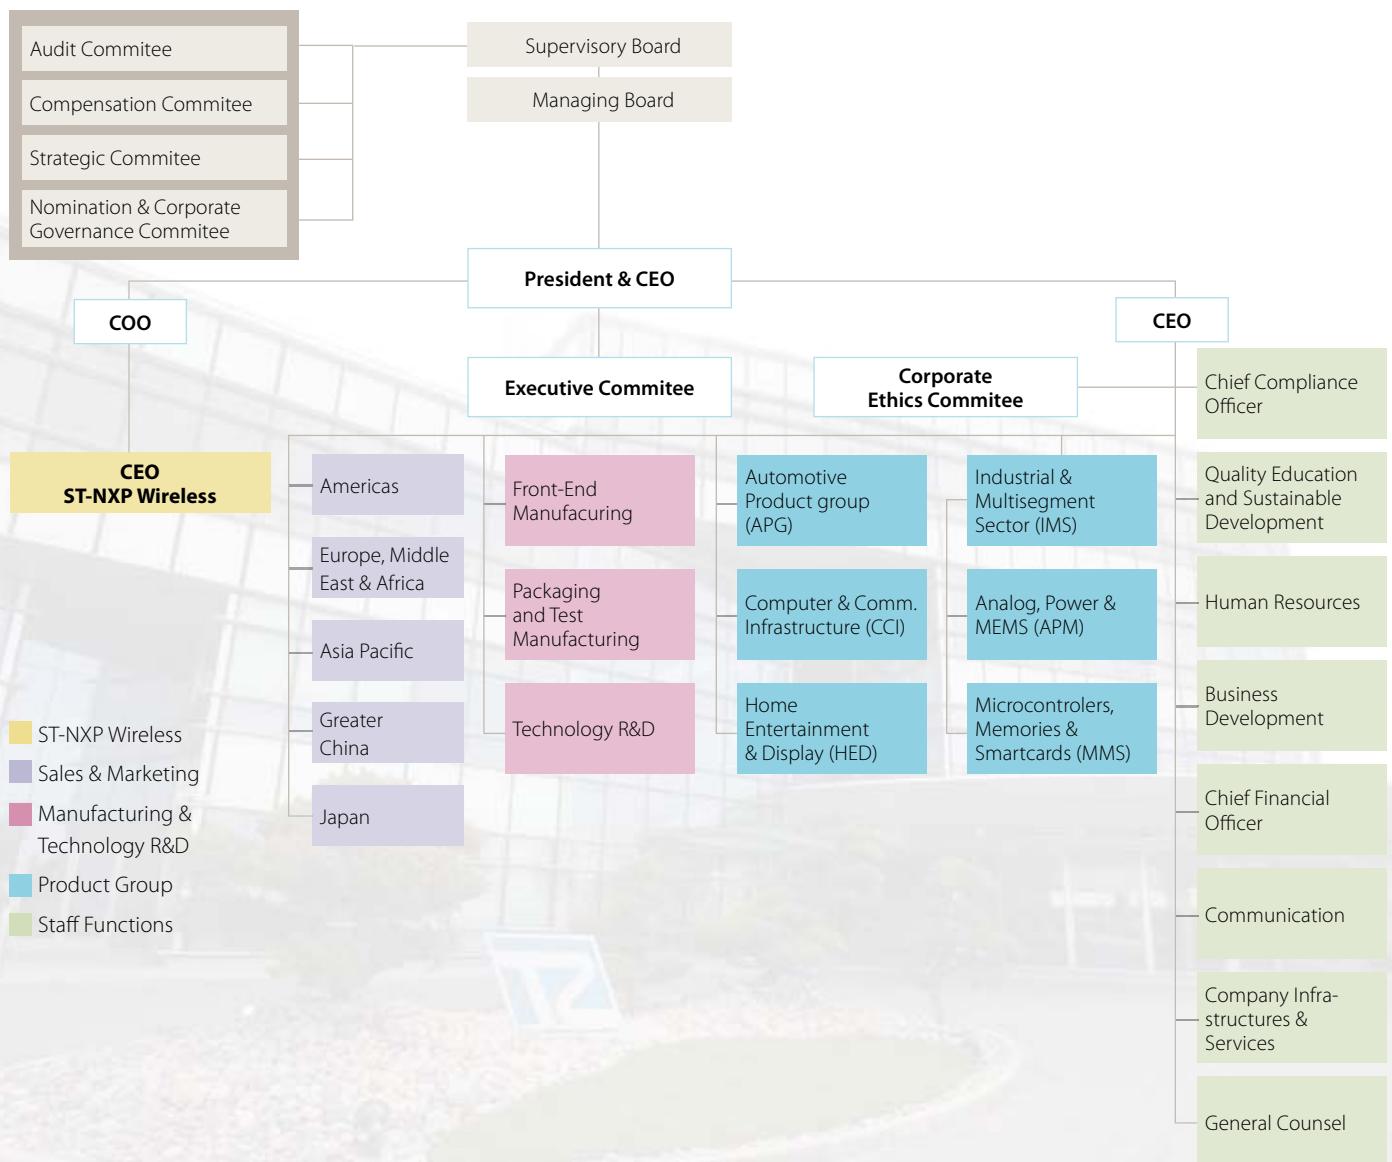 Audit Commitee
Compensation Commitee
Strategic Commitee
Nomination & Corporate
Governance Commitee
Supervisory Board
Managing Board
President & CEO
COO
CEO
Executive Commitee
Corporate
Ethics Commitee
CEO
ST-NXP Wireless
Americas
Europe, Middle
East & Africa
Asia Pacific
Greater
China
Japan
Front-End
Manufacuring
Packaging
and Test
Manufacturing
Technology R&D
Automotive
Product group
(APG)
Computer & Comm.
Infrastructure (CCI)
Home
Entertainment
& Display (HED)
Industrial &
Multisegment
Sector (IMS)
Analog, Power &
MEMS (APM)
Microcontrolers,
Memories &
Smartcards (MMS)
Chief Compliance
Officer
Quality Education
and Sustainable
Development
Human Resources
Business
Development
Chief Financial
Officer
Communication
Company Infra-
structures &
Services
General Counsel
ST-NXP Wireless
Sales & Marketing
Manufacturing &
Technology R&D
Product Group
Staff Functions